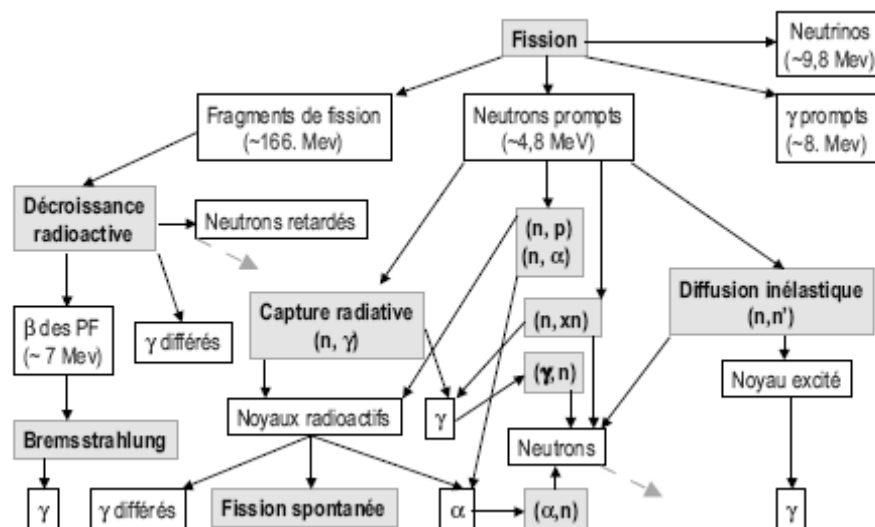 Fission
Neutrinos
(~9,8 Mev)
Fragments de fission
(~166. Mev)
Neutrons prompts
(~4,8 MeV)
γ prompts
(~8. Mev)
Décroissance
radioactive
Neutrons retardés
(n, p)
(n, α)
Capture radiative
(n, γ)
Diffusion inélastique
(n,n')
β des PF
(~ 7 Mev)
γ différés
(n, xn)
(γ,n)
Noyau excité
Noyaux radioactifs
γ
Neutrons
Bremsstrahlung
γ
γ différés
Fission spontanée
α
(α,n)
γ